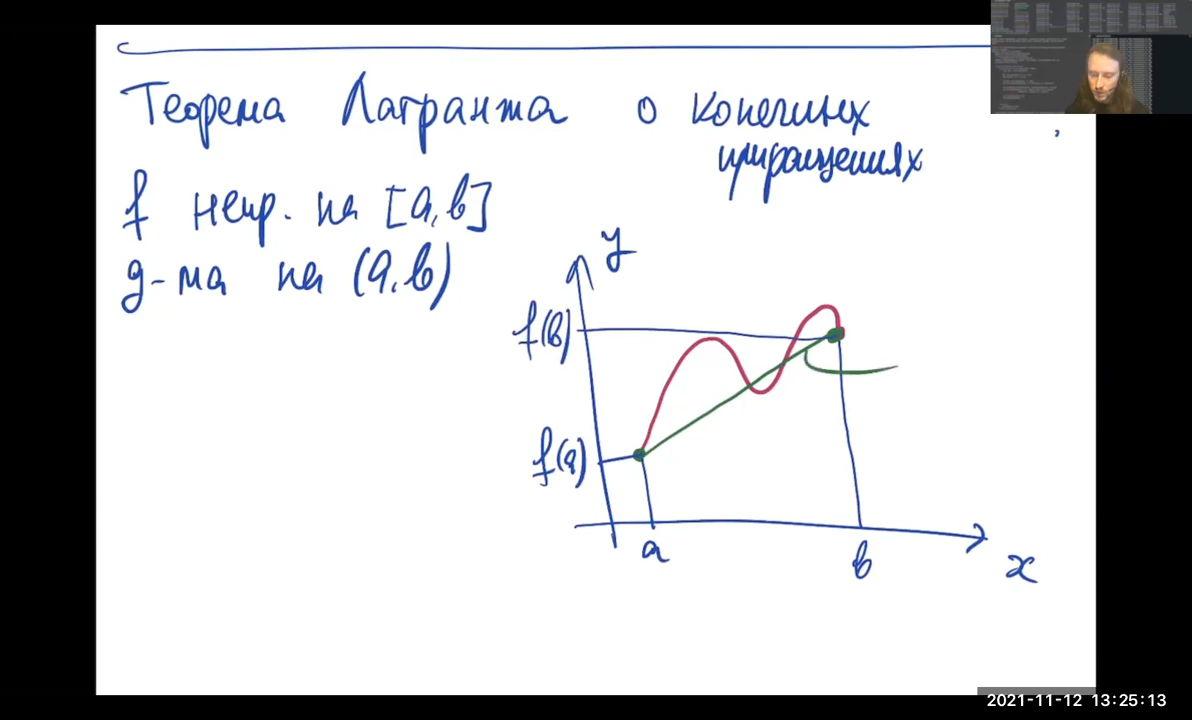 Теорема Лагранжа о конечных
приращениях
f непр. на [a,b]
g-ма на (a,b)
y
f(b)
f(a)
a
b
x
2021-11-12 13:25:13